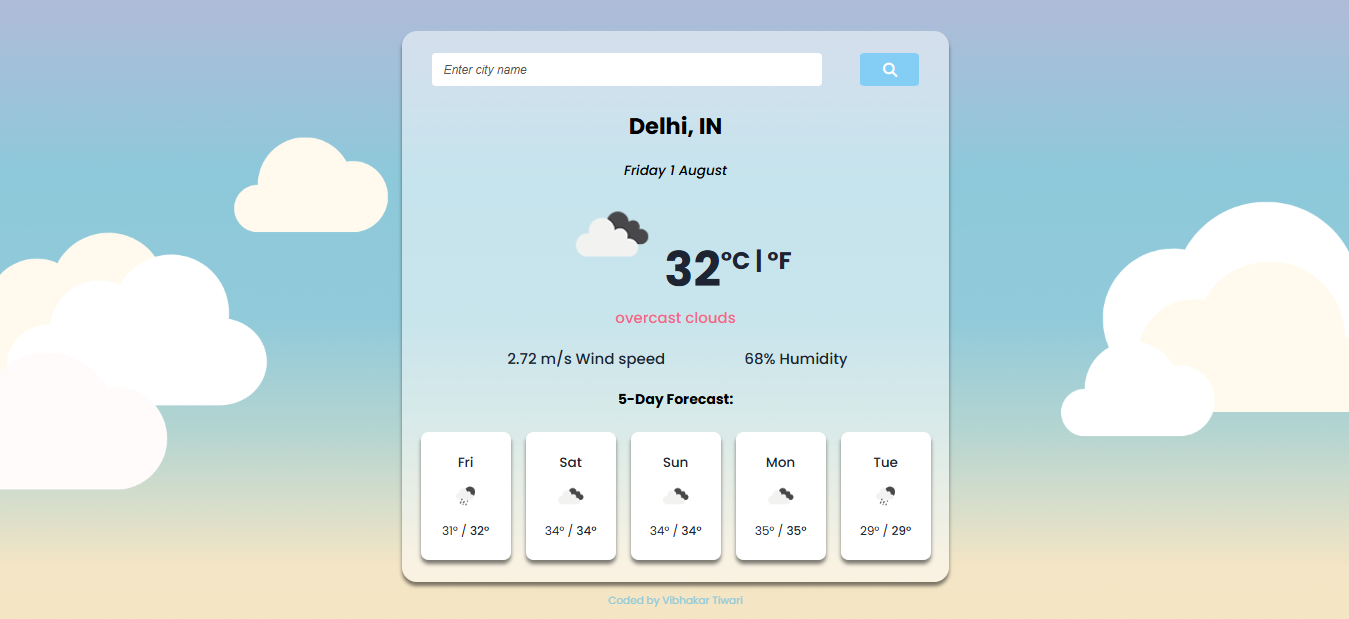 Enter city name
Delhi, IN
Friday 1 August
32°C | °F
overcast clouds
2.72 m/s Wind speed 68% Humidity
5-Day Forecast:
Fri Sat Sun Mon Tue
31° / 32° 34° / 34° 34° / 34° 35° / 35° 29° / 29°
Coded by Vibhakar Tiwari